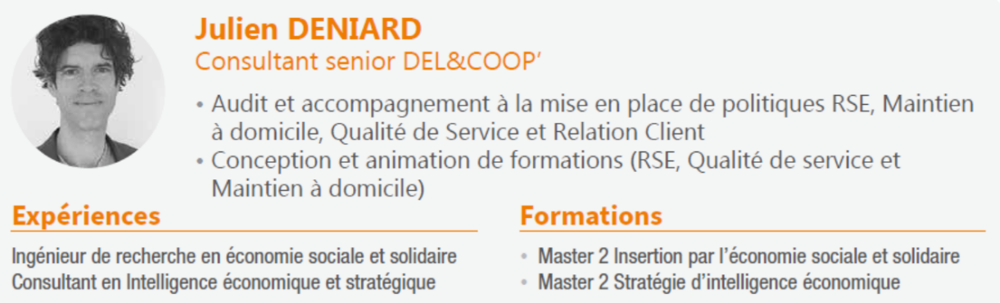 Julien DENIARD
Consultant senior DEL&COOP’
• Audit et accompagnement à la mise en place de politiques RSE, Maintien
à domicile, Qualité de Service et Relation Client
• Conception et animation de formations (RSE, Qualité de service et
Maintien à domicile)
Expériences
Ingénieur de recherche en économie sociale et solidaire
Consultant en Intelligence économique et stratégique
Formations
• Master 2 Insertion par l’économie sociale et solidaire
• Master 2 Stratégie d’intelligence économique